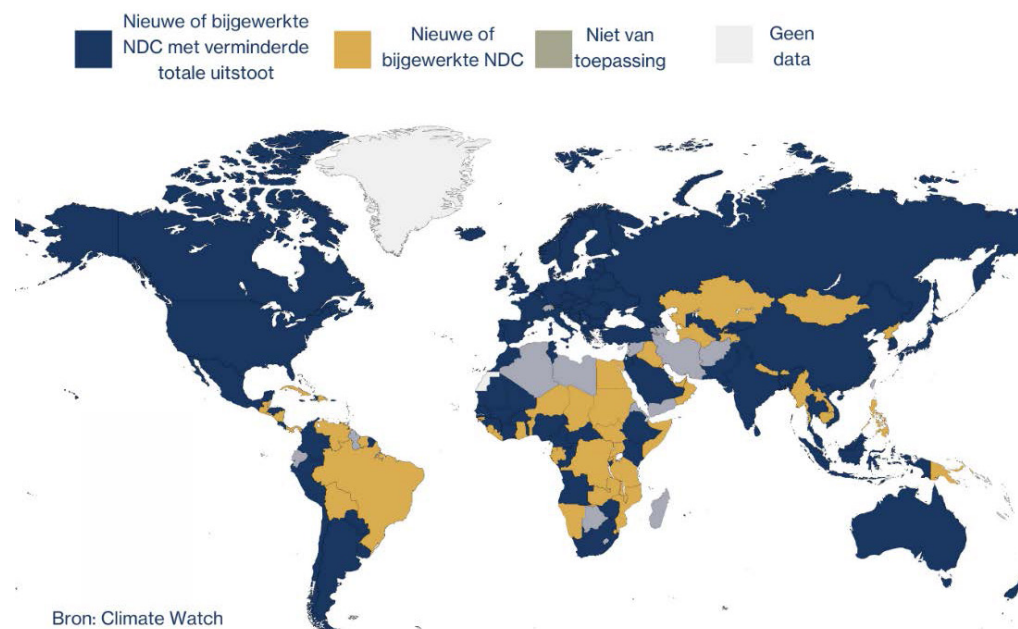 Nieuwe of bijgewerkte
NDC met verminderde
totale uitstoot
Nieuwe of
bijgewerkte NDC
Niet van
toepassing
Geen
data
Bron: Climate Watch